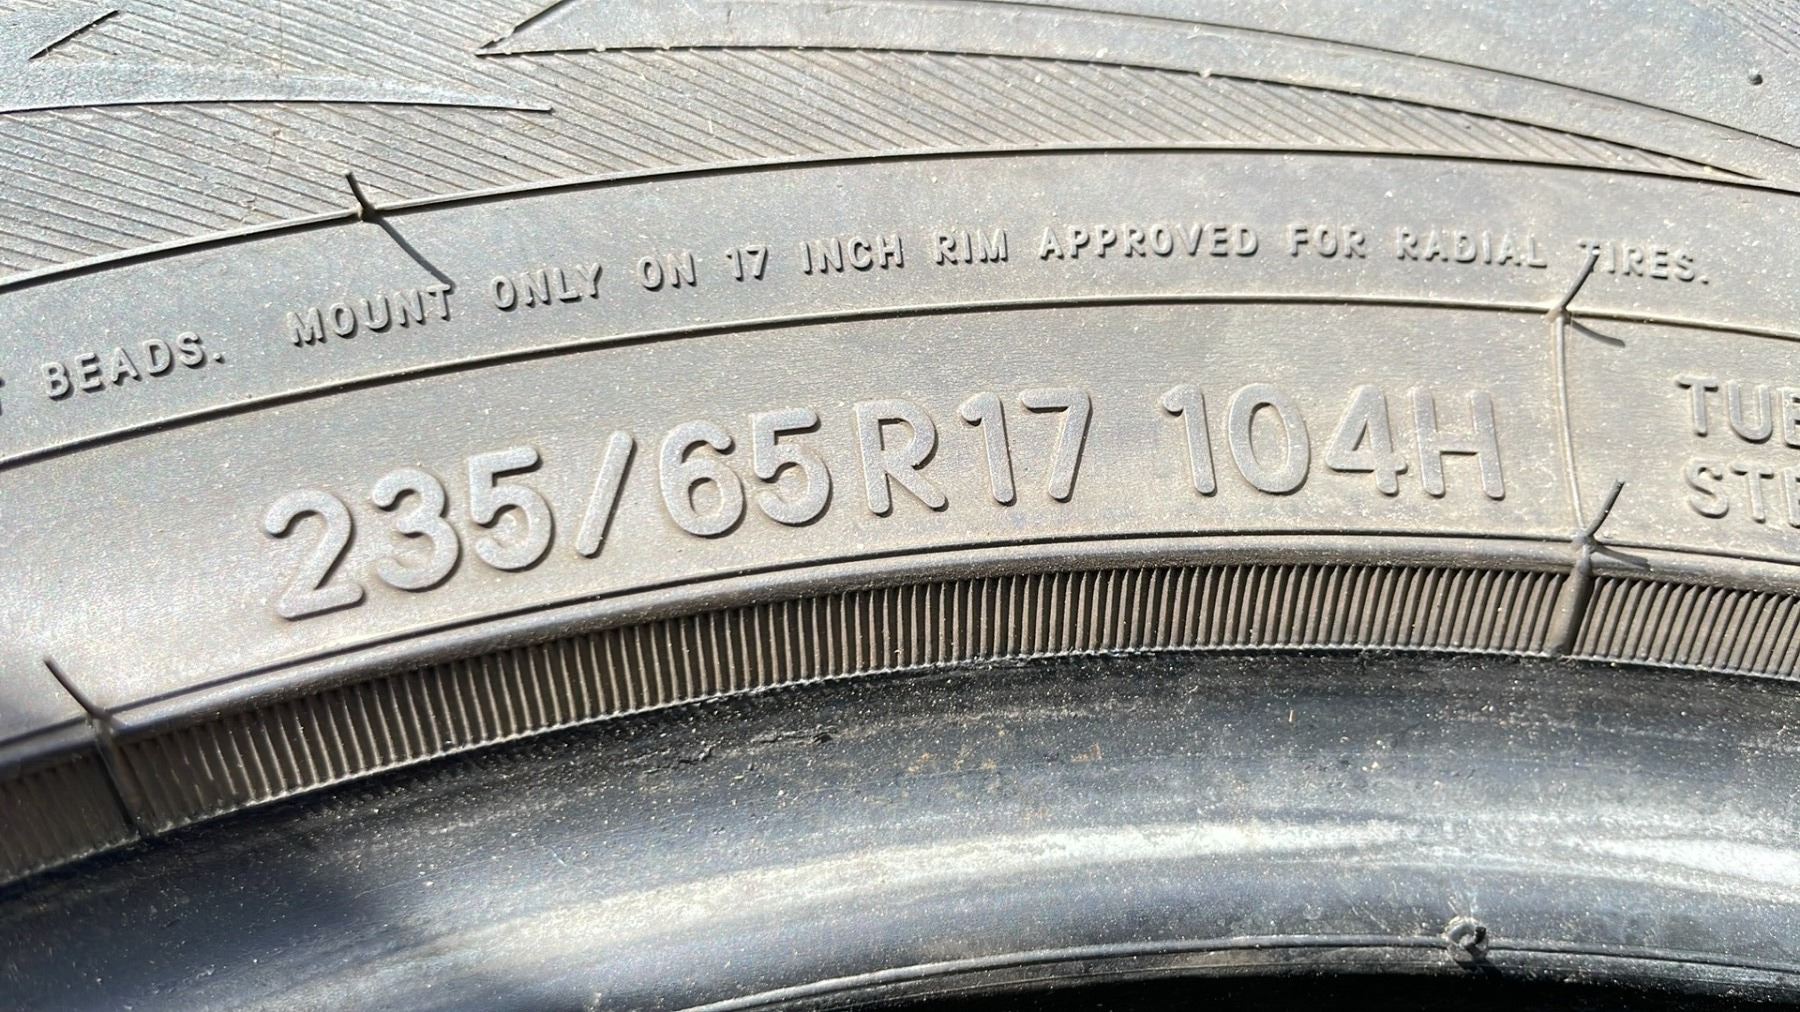 BEADS. MOUNT ONLY ON 17 INCH RIM APPROVED FOR RADIAL TIRES.
235/65R17 104H